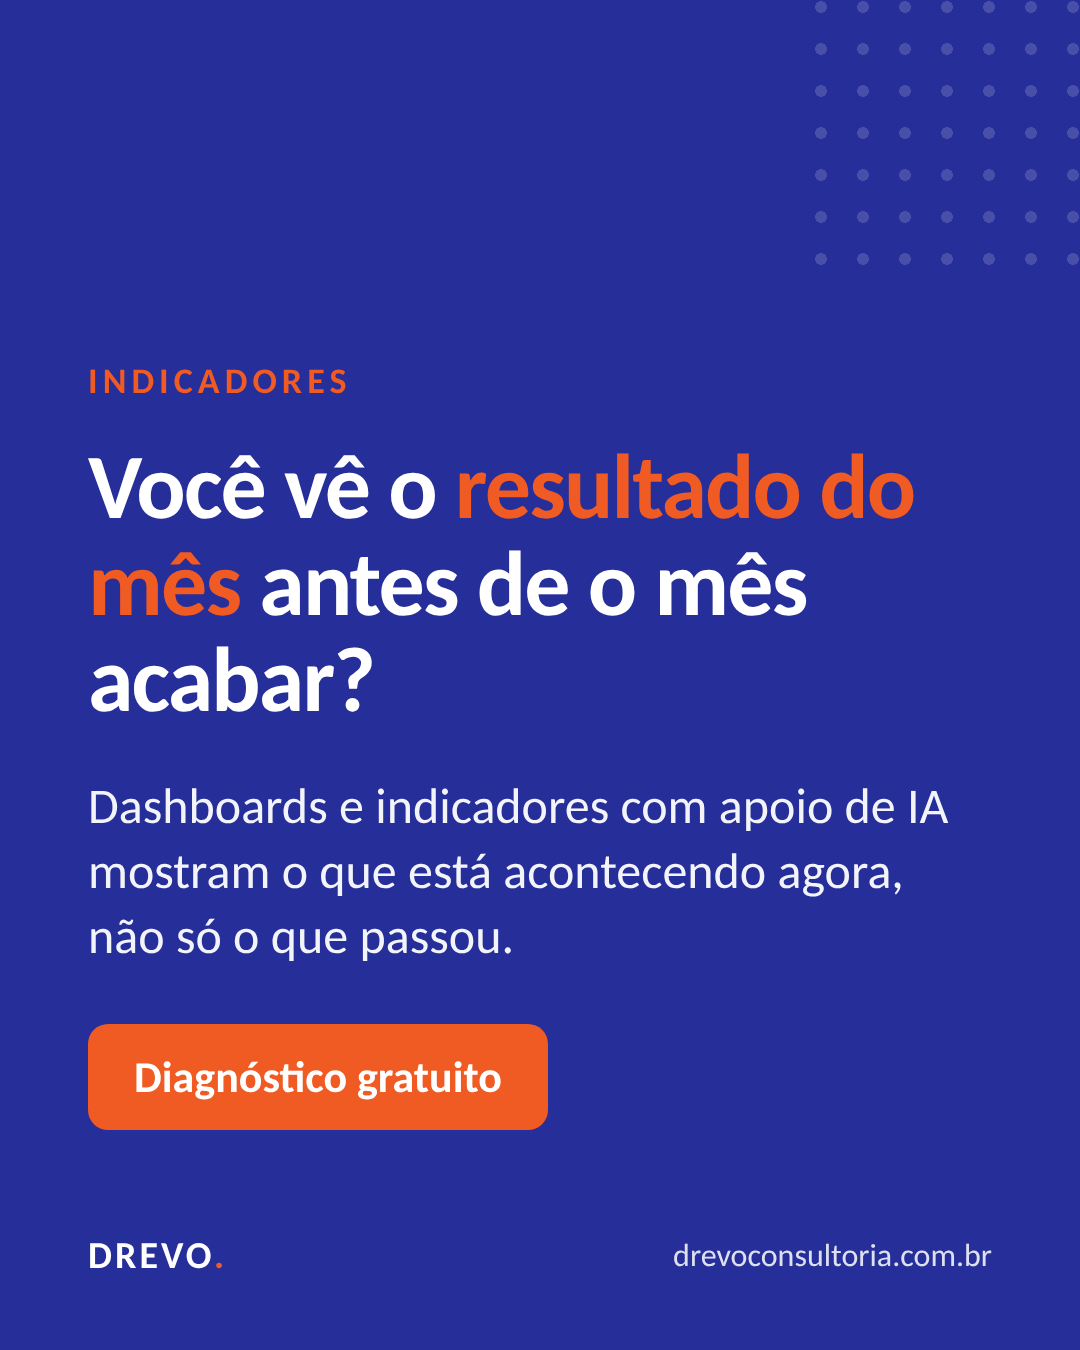 INDICADORES
Você vê o resultado do
mês antes de o mês
acabar?
Dashboards e indicadores com apoio de IA
mostram o que está acontecendo agora,
não só o que passou.
Diagnóstico gratuito
DREVO.
drevoconsultoria.com.br